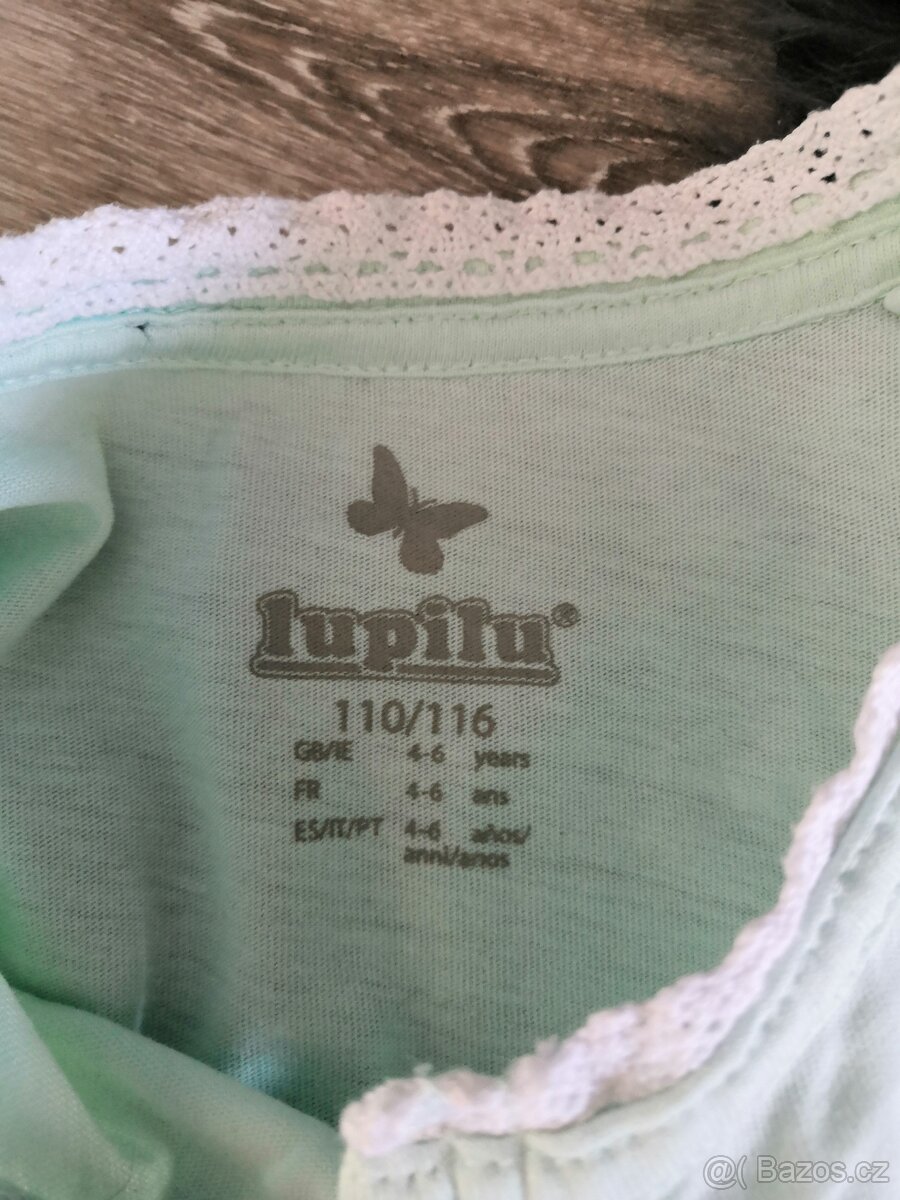 lupilu®
110/116
GB/IE 4-6 years
FR 4-6 ans
ES/IT/PT 4-6 años/
anni/anos
@( Bazos.cz